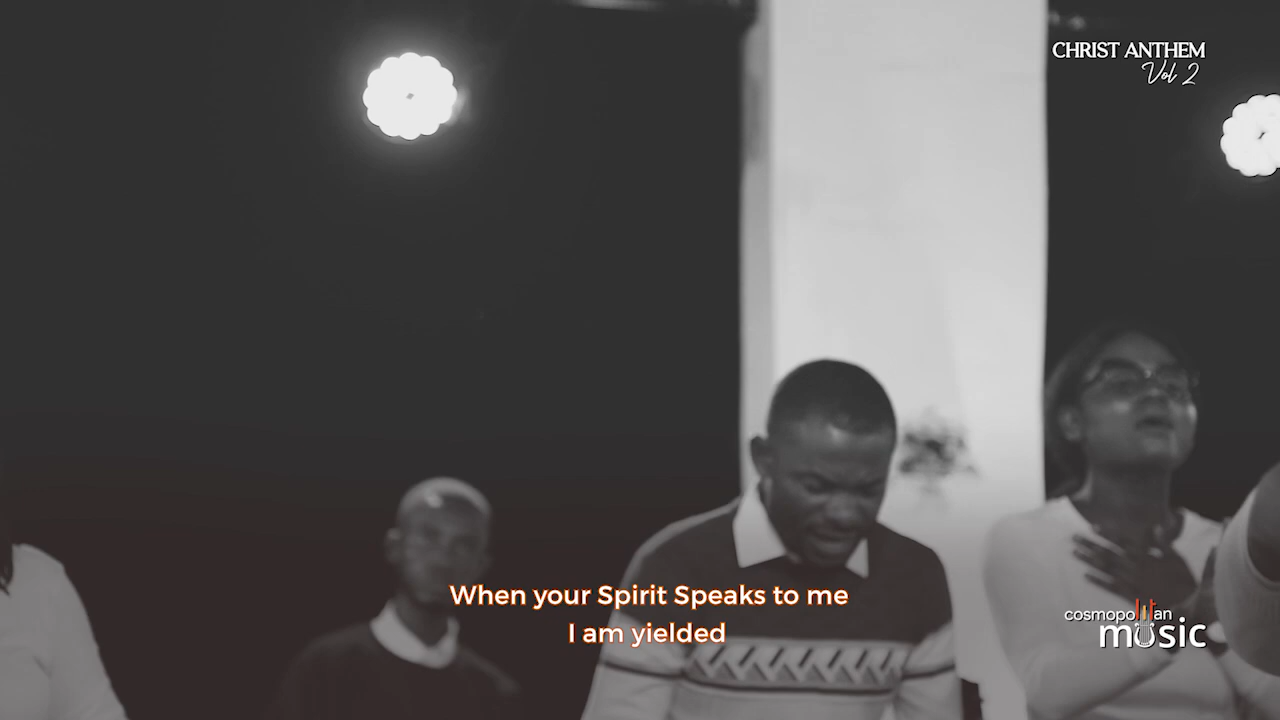 CHRIST ANTHEM
Vol 2
When your Spirit Speaks to me
I am yielded
cosmopolitan
music